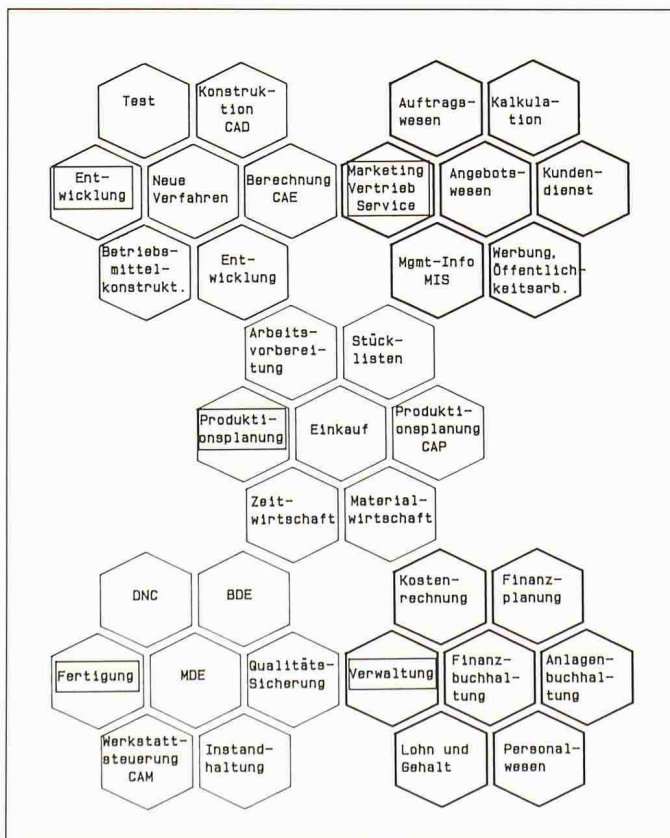 Test
Konstruk-
tion
CAD
Ent-
wicklung
Neue
Verfahren
Berechnung
CAE
Betriebs-
mittel-
konstrukt.
Ent-
wicklung
Auftrags-
wesen
Kalkula-
tion
Marketing
Vertrieb
Service
Angebots-
wesen
Kunden-
dienst
Mgmt-Info
MIS
Werbung,
Öffentlich-
keitsarb.
Arbeits-
vorberei-
tung
Stück-
listen
Produkti-
onsplanung
Einkauf
Produkti-
onsplanung
CAP
Zeit-
wirtschaft
Material-
wirtschaft
DNC
BDE
Fertigung
MDE
Qualitäts-
Sicherung
Werkstatt-
steuerung
CAM
Instand-
haltung
Kosten-
rechnung
Finanz-
planung
Verwaltung
Finanz-
buchhal-
tung
Anlagen-
buchhal-
tung
Lohn und
Gehalt
Personal-
wesen